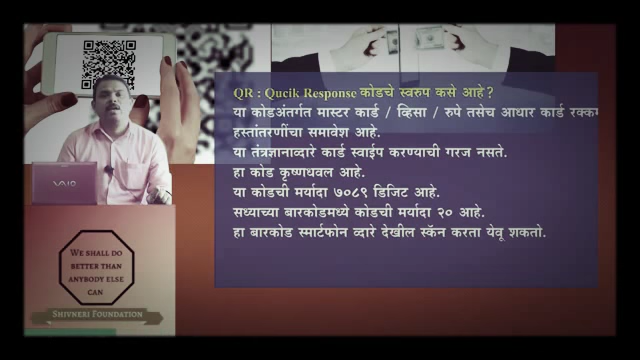 QR : Qucik Response कोडचे स्वरुप कसे आहे?
या कोडअंतर्गत मास्टर कार्ड / व्हिसा / रुपे तसेच आधार कार्ड रक्कम
हस्तांतरणींचा समावेश आहे.
या तंत्रज्ञानाव्दारे कार्ड स्वाईप करण्याची गरज नसते.
हा कोड कृष्णधवल आहे.
या कोडची मर्यादा ७०८९ डिजिट आहे.
सध्याच्या बारकोडमध्ये कोडची मर्यादा २० आहे.
हा बारकोड स्मार्टफोन व्दारे देखील स्कॅन करता येवू शकतो.
VAIO
WE SHALL DO
BETTER THAN
ANYBODY ELSE
CAN
SHIVNERI FOUNDATION